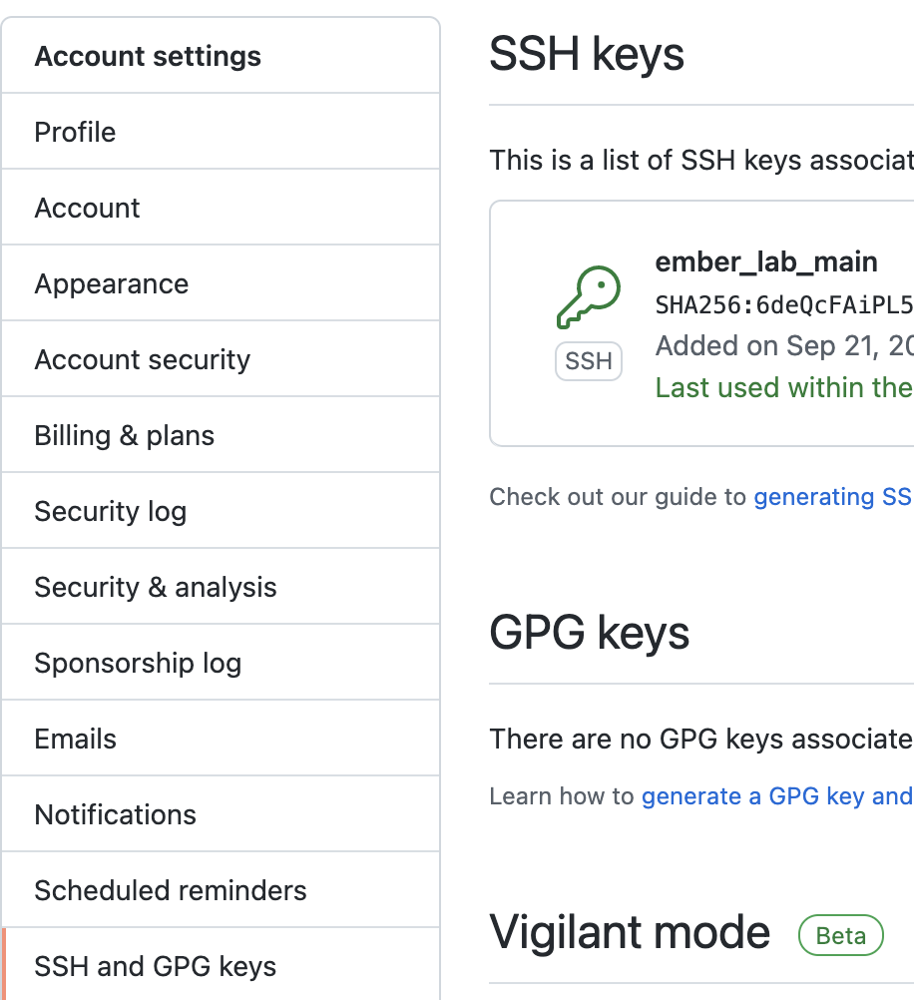 Account settings
Profile
Account
Appearance
Account security
Billing & plans
Security log
Security & analysis
Sponsorship log
Emails
Notifications
Scheduled reminders
SSH and GPG keys
SSH keys
This is a list of SSH keys associat
ember_lab_main
SHA256:6deQcFAiPL5
Added on Sep 21, 20
Last used within the
SSH
Check out our guide to generating SS
GPG keys
There are no GPG keys associate
Learn how to generate a GPG key and
Vigilant mode Beta